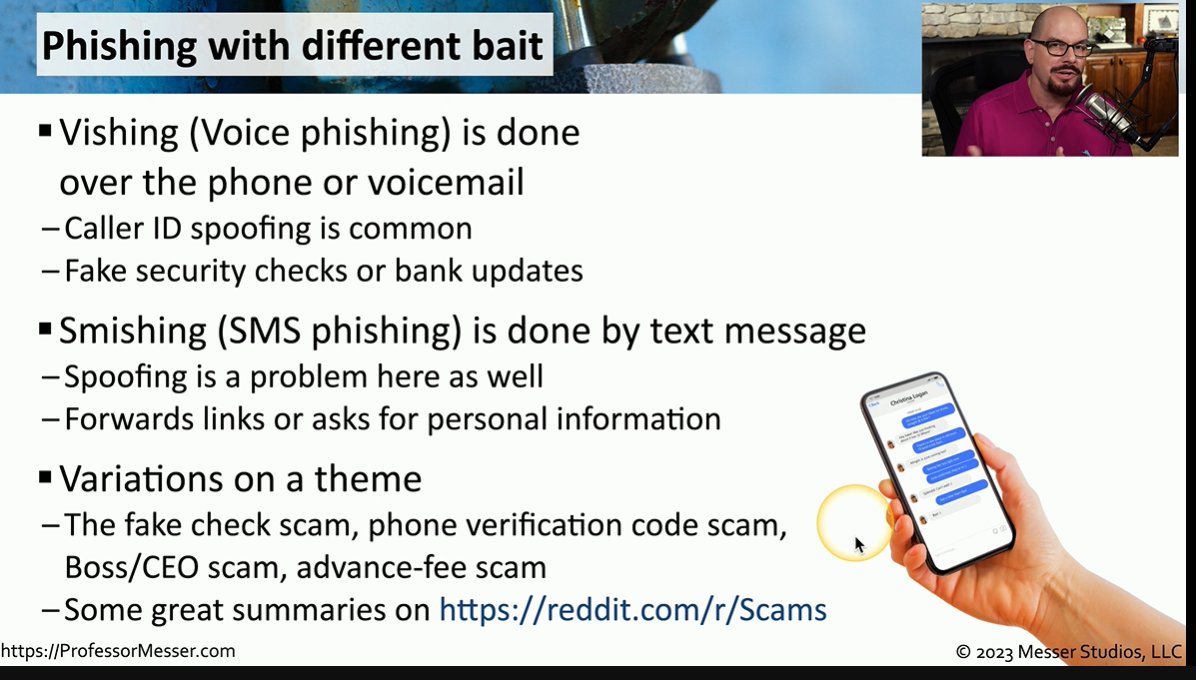 Phishing with different bait
▪ Vishing (Voice phishing) is done
over the phone or voicemail
– Caller ID spoofing is common
– Fake security checks or bank updates
▪ Smishing (SMS phishing) is done by text message
– Spoofing is a problem here as well
– Forwards links or asks for personal information
▪ Variations on a theme
– The fake check scam, phone verification code scam,
Boss/CEO scam, advance-fee scam
– Some great summaries on https://reddit.com/r/Scams
Christina Logan
https://ProfessorMesser.com
© 2023 Messer Studios, LLC